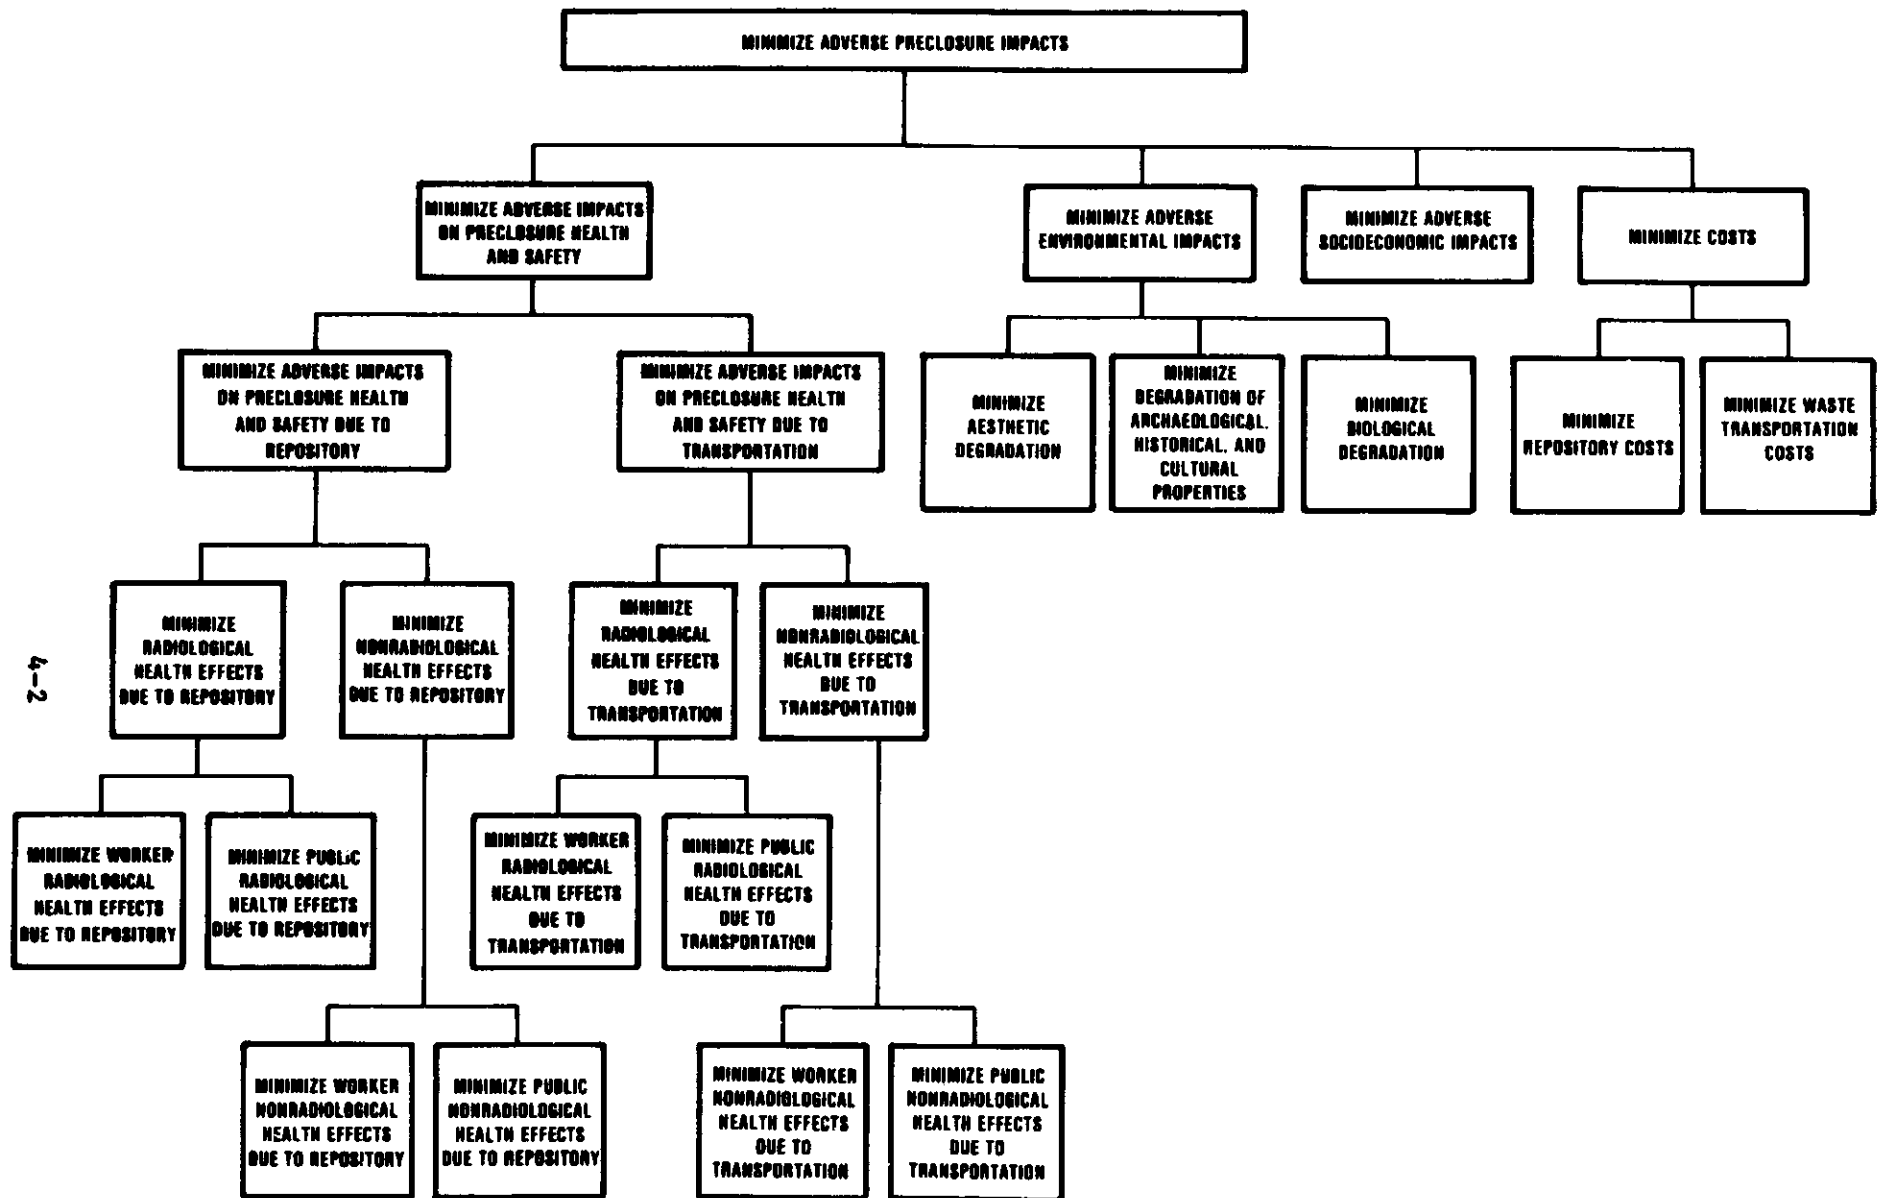 MINIMIZE ADVERSE PRECLOSURE IMPACTS
MINIMIZE ADVERSE IMPACTS
ON PRECLOSURE HEALTH
AND SAFETY
MINIMIZE ADVERSE
ENVIRONMENTAL IMPACTS
MINIMIZE ADVERSE
SOCIOECONOMIC IMPACTS
MINIMIZE COSTS
MINIMIZE ADVERSE IMPACTS
ON PRECLOSURE HEALTH
AND SAFETY DUE TO
REPOSITORY
MINIMIZE ADVERSE IMPACTS
ON PRECLOSURE HEALTH
AND SAFETY DUE TO
TRANSPORTATION
MINIMIZE
AESTHETIC
DEGRADATION
MINIMIZE
DEGRADATION OF
ARCHAEOLOGICAL,
HISTORICAL, AND
CULTURAL
PROPERTIES
MINIMIZE
BIOLOGICAL
DEGRADATION
MINIMIZE
REPOSITORY COSTS
MINIMIZE WASTE
TRANSPORTATION
COSTS
MINIMIZE
RADIOLOGICAL
HEALTH EFFECTS
DUE TO REPOSITORY
MINIMIZE
NONRADIOLOGICAL
HEALTH EFFECTS
DUE TO REPOSITORY
MINIMIZE
RADIOLOGICAL
HEALTH EFFECTS
DUE TO
TRANSPORTATION
MINIMIZE
NONRADIOLOGICAL
HEALTH EFFECTS
DUE TO
TRANSPORTATION
4-2
MINIMIZE WORKER
RADIOLOGICAL
HEALTH EFFECTS
DUE TO REPOSITORY
MINIMIZE PUBLIC
RADIOLOGICAL
HEALTH EFFECTS
DUE TO REPOSITORY
MINIMIZE WORKER
RADIOLOGICAL
HEALTH EFFECTS
DUE TO
TRANSPORTATION
MINIMIZE PUBLIC
RADIOLOGICAL
HEALTH EFFECTS
DUE TO
TRANSPORTATION
MINIMIZE WORKER
NONRADIOLOGICAL
HEALTH EFFECTS
DUE TO REPOSITORY
MINIMIZE PUBLIC
NONRADIOLOGICAL
HEALTH EFFECTS
DUE TO REPOSITORY
MINIMIZE WORKER
NONRADIOLOGICAL
HEALTH EFFECTS
DUE TO
TRANSPORTATION
MINIMIZE PUBLIC
NONRADIOLOGICAL
HEALTH EFFECTS
DUE TO
TRANSPORTATION